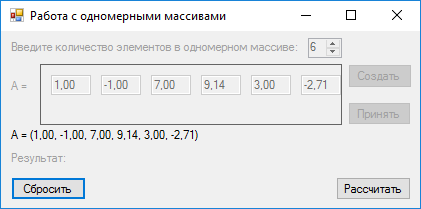 Работа с одномерными массивами
Введите количество элементов в одномерном массиве: 6
A = 1,00 -1,00 7,00 9,14 3,00 -2,71
Создать
Принять
A = (1,00, -1,00, 7,00, 9,14, 3,00, -2,71)
Результат:
Сбросить Рассчитать